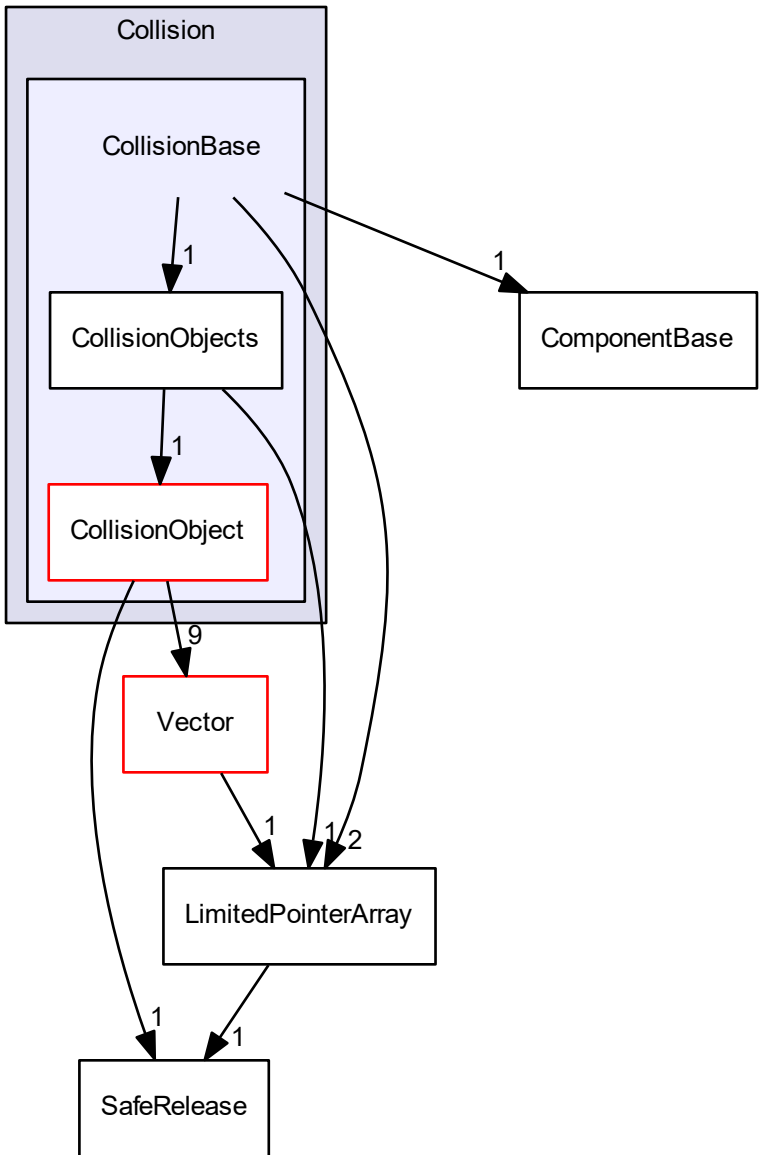 Collision
CollisionBase
1
1
CollisionObjects
ComponentBase
1
CollisionObject
9
Vector
1
1
2
LimitedPointerArray
1
1
SafeRelease